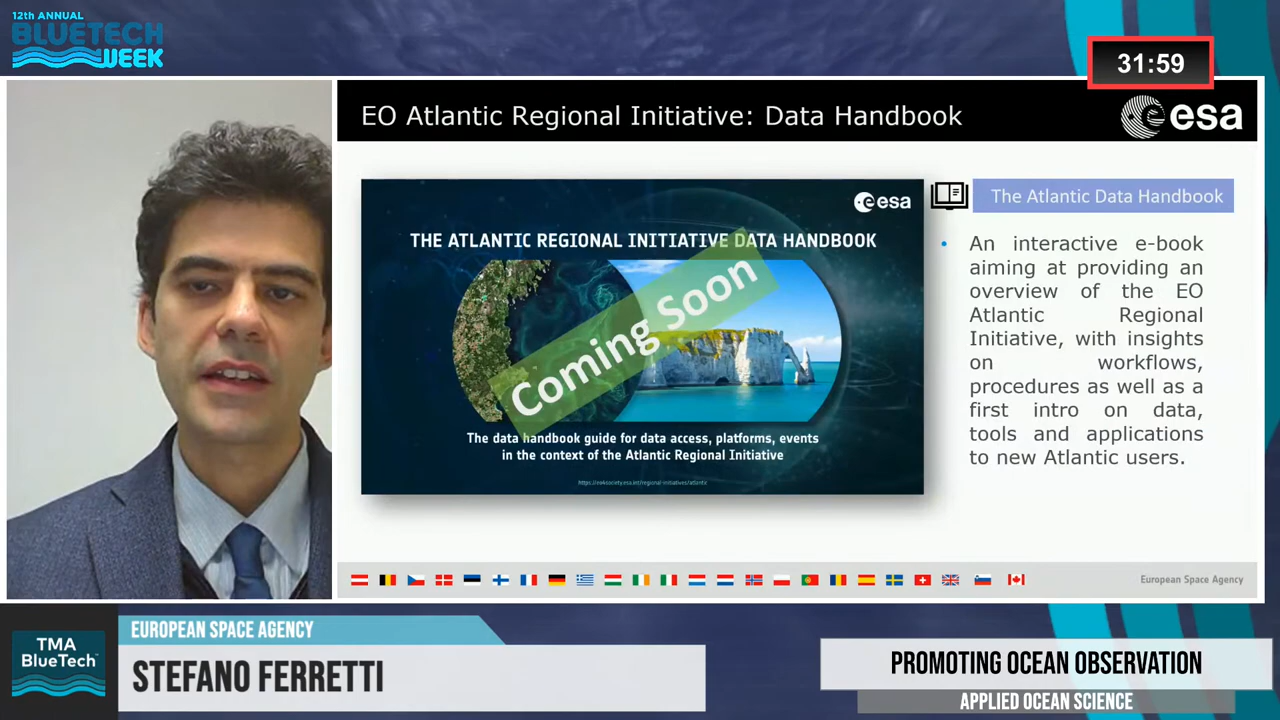 12th ANNUAL
BLUETECH
WEEK
31:59
EO Atlantic Regional Initiative: Data Handbook
esa
esa
THE ATLANTIC REGIONAL INITIATIVE DATA HANDBOOK
Coming Soon
The data handbook guide for data access, platforms, events
in the context of the Atlantic Regional Initiative
The Atlantic Data Handbook
• An interactive e-book
aiming at providing an
overview of the EO
Atlantic Regional
Initiative, with insights
on workflows,
procedures as well as a
first intro on data,
tools and applications
to new Atlantic users.
European Space Agency
TMA
BlueTech™
EUROPEAN SPACE AGENCY
STEFANO FERRETTI
PROMOTING OCEAN OBSERVATION
APPLIED OCEAN SCIENCE